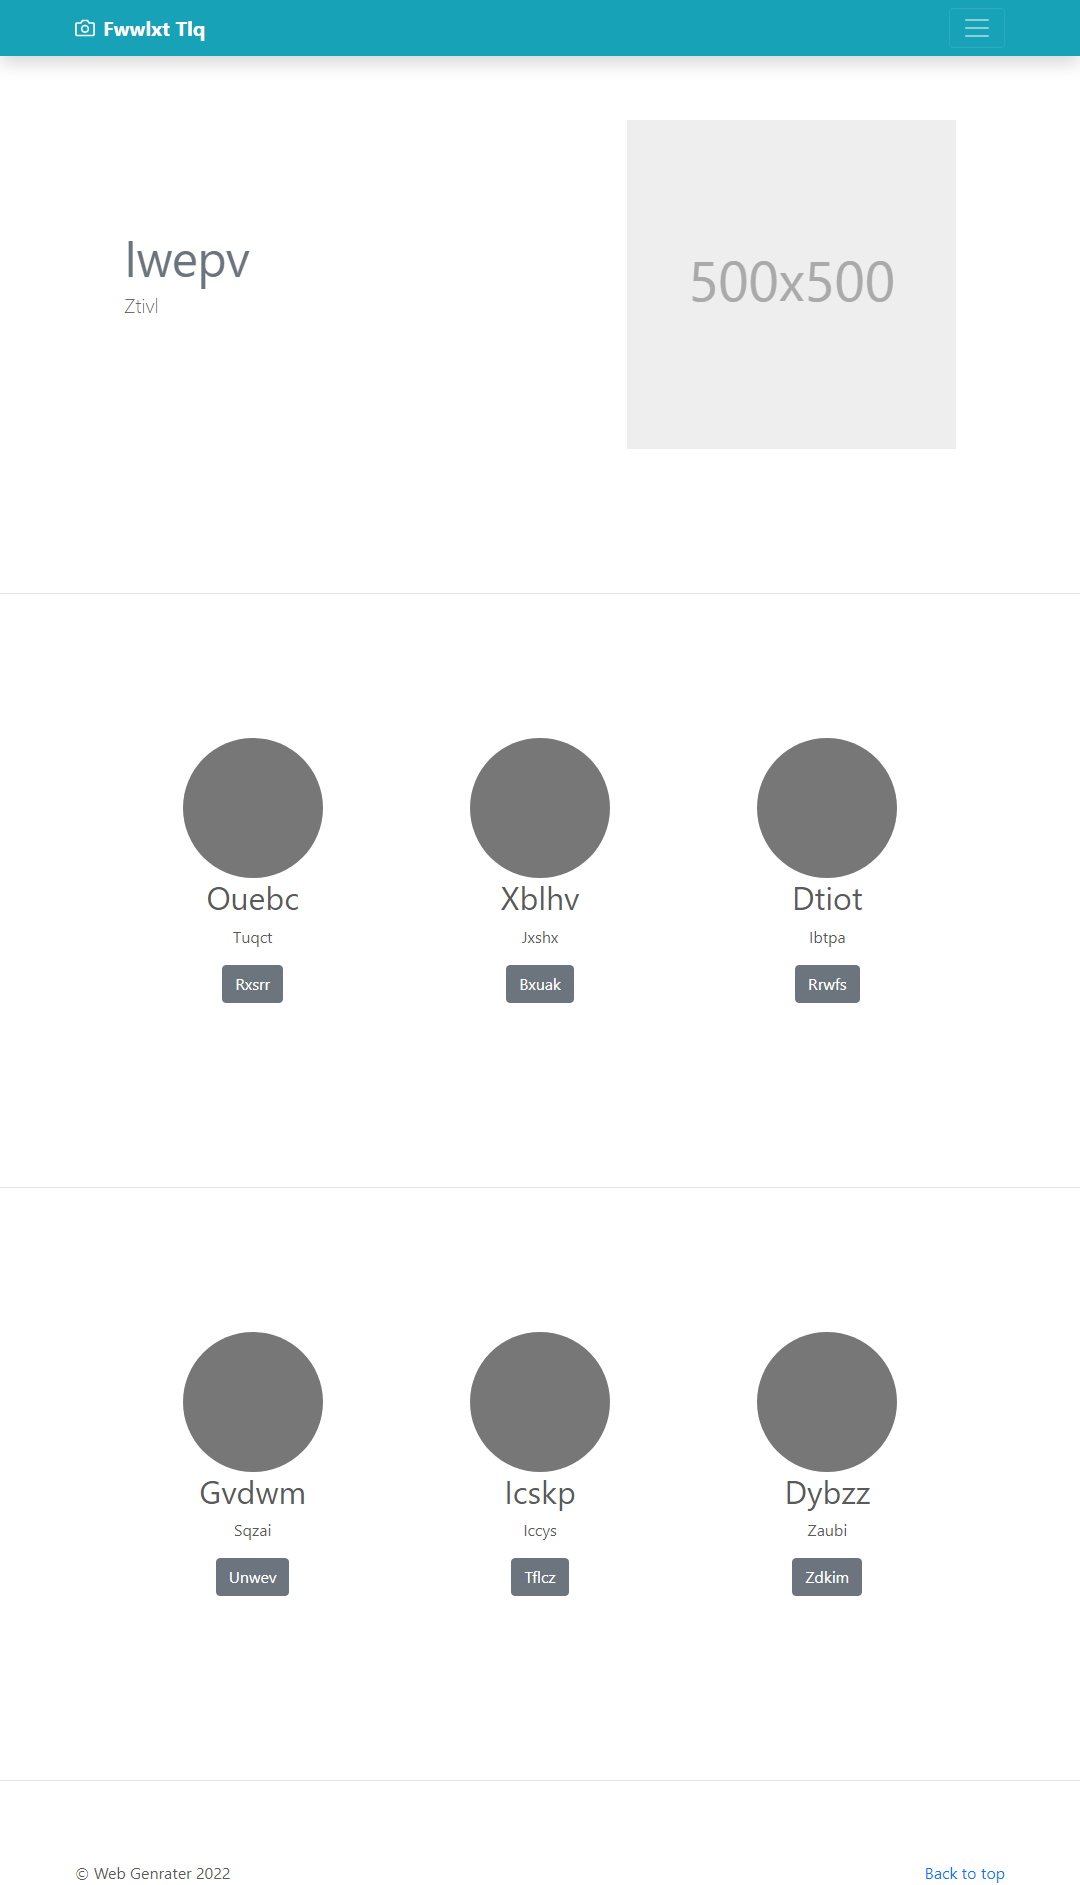 Fwwlxt Tlq
Iwepv
Ztivl
500x500
Ouebc
Tuqct
Rxsrr
Xblhv
Jxshx
Bxuak
Dtiot
Ibtpa
Rrwfs
Gvdwm
Sqzai
Unwev
Icskp
Iccys
Tflcz
Dybzz
Zaubi
Zdkim
© Web Genrater 2022
Back to top